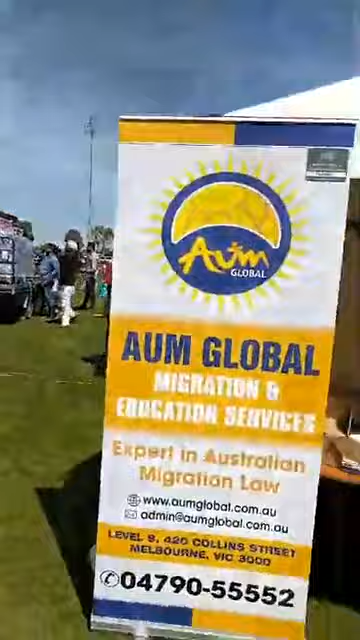 Aum
GLOBAL
AUM GLOBAL
MIGRATION &
EDUCATION SERVICES
Expert in Australian
Migration Law
www.aumglobal.com.au
admin@aumglobal.com.au
LEVEL 9, 420 COLLINS STREET
MELBOURNE, VIC 3000
04790-55552